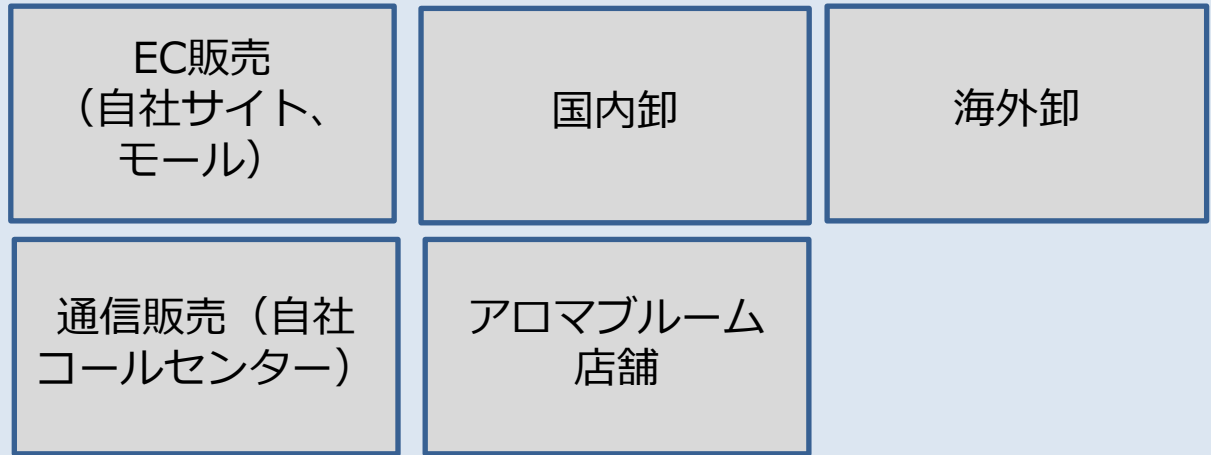 EC販売
（自社サイト、
モール）
国内卸
海外卸
通信販売（自社
コールセンター）
アロマブルーム
店舗